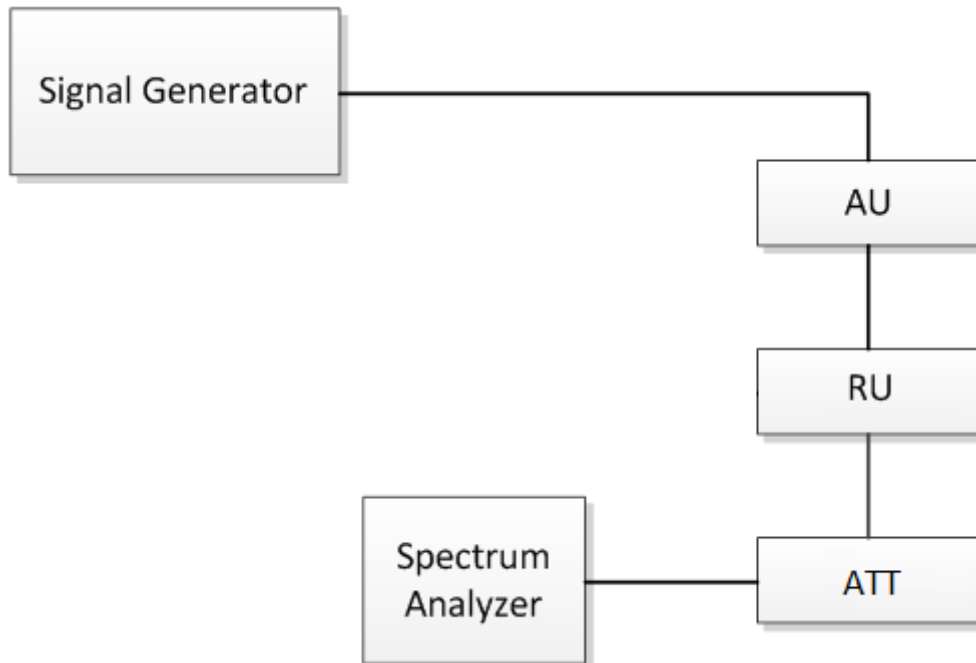 Signal Generator
AU
RU
Spectrum
Analyzer
ATT